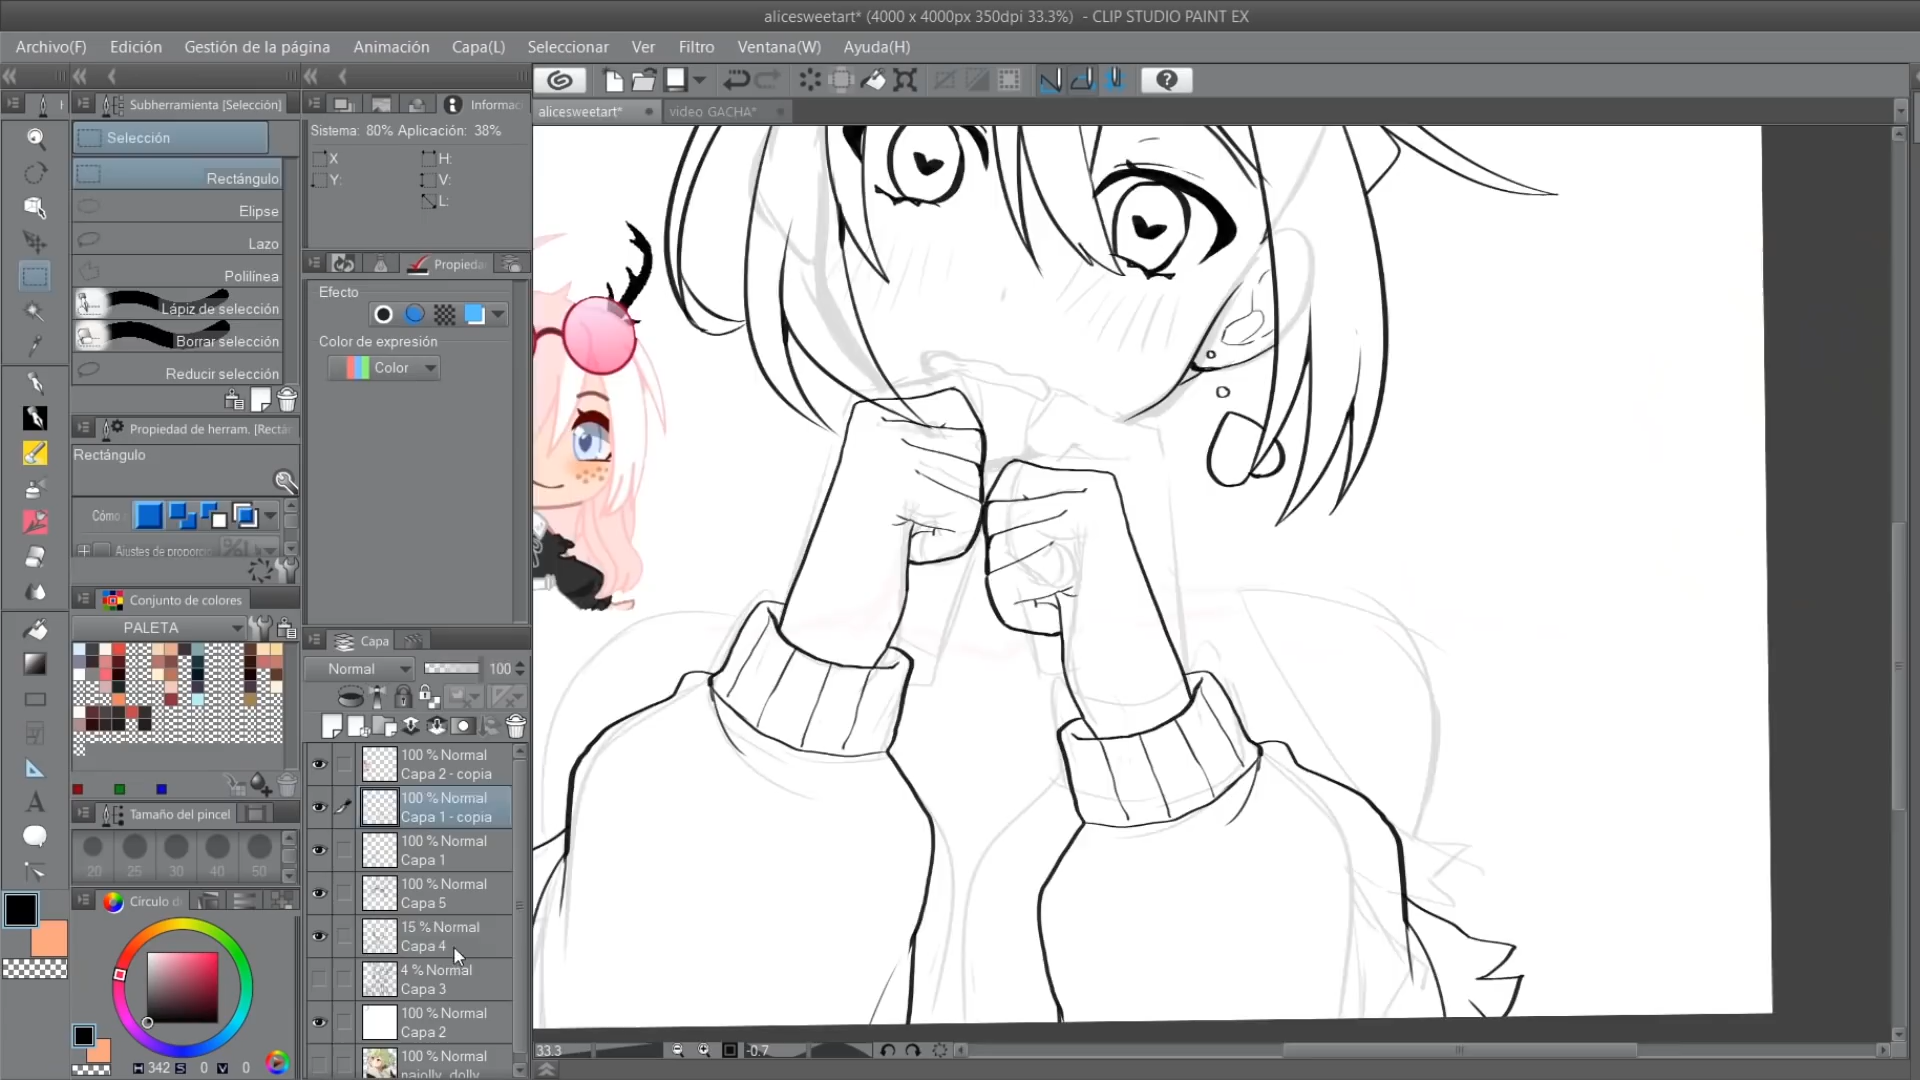 alicesweetart* (4000 x 4000px 350dpi 33.3%)  - CLIP STUDIO PAINT EX
Archivo(F) Edición Gestión de la página Animación Capa(L) Seleccionar Ver Filtro Ventana(W) Ayuda(H)
Subherramienta [Selección]
Informac
alicesweetart*
video GACHA*
Selección
Rectángulo
Elipse
Lazo
Polilínea
Lápiz de selección
Borrar selección
Reducir selección
Sistema: 80% Aplicación: 38%
X H:
Y: V:
L:
Propieda
Efecto
Color de expresión
Color
Propiedad de herram. [Rectá
Rectángulo
Cómo
Ajustes de proporc
Conjunto de colores
PALETA
Tamaño del pincel
20 25 30 40 50
Círculo d
H 342 S 0 V 0
Capa
Normal 100
100 % Normal
Capa 2 - copia
100 % Normal
Capa 1 - copia
100 % Normal
Capa 1
100 % Normal
Capa 5
15 % Normal
Capa 4
4 % Normal
Capa 3
100 % Normal
Capa 2
100 % Normal
najolly_dolly
33.3
-0.7